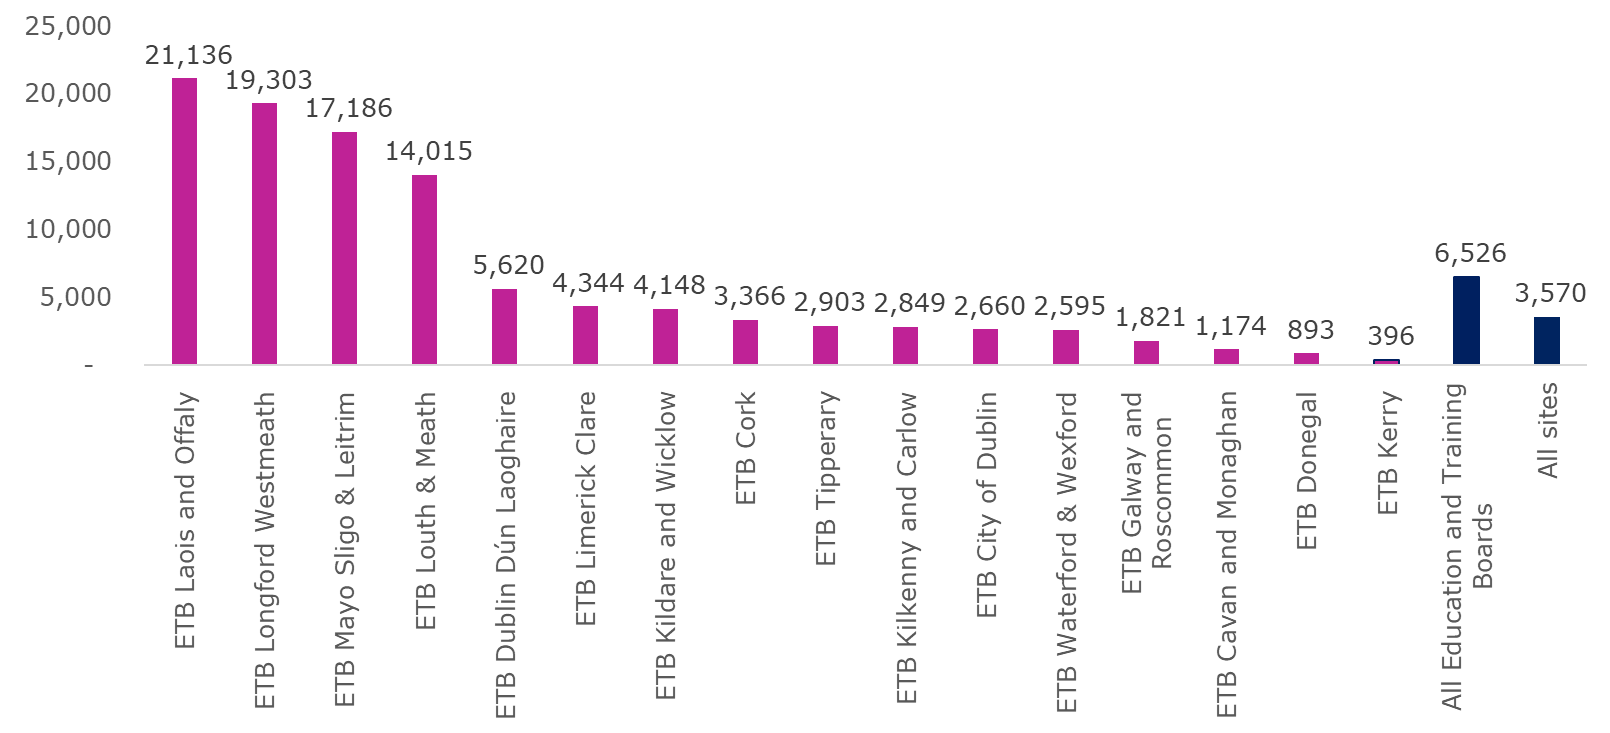 25,000
20,000
15,000
10,000
5,000
-
21,136
19,303
17,186
14,015
5,620
4,344
4,148
3,366
2,903
2,849
2,660
2,595
1,821
1,174
893
396
6,526
3,570
ETB Laois and Offaly
ETB Longford Westmeath
ETB Mayo Sligo & Leitrim
ETB Louth & Meath
ETB Dublin Dún Laoghaire
ETB Limerick Clare
ETB Kildare and Wicklow
ETB Cork
ETB Tipperary
ETB Kilkenny and Carlow
ETB City of Dublin
ETB Waterford & Wexford
ETB Galway and
Roscommon
ETB Cavan and Monaghan
ETB Donegal
ETB Kerry
All Education and Training
Boards
All sites